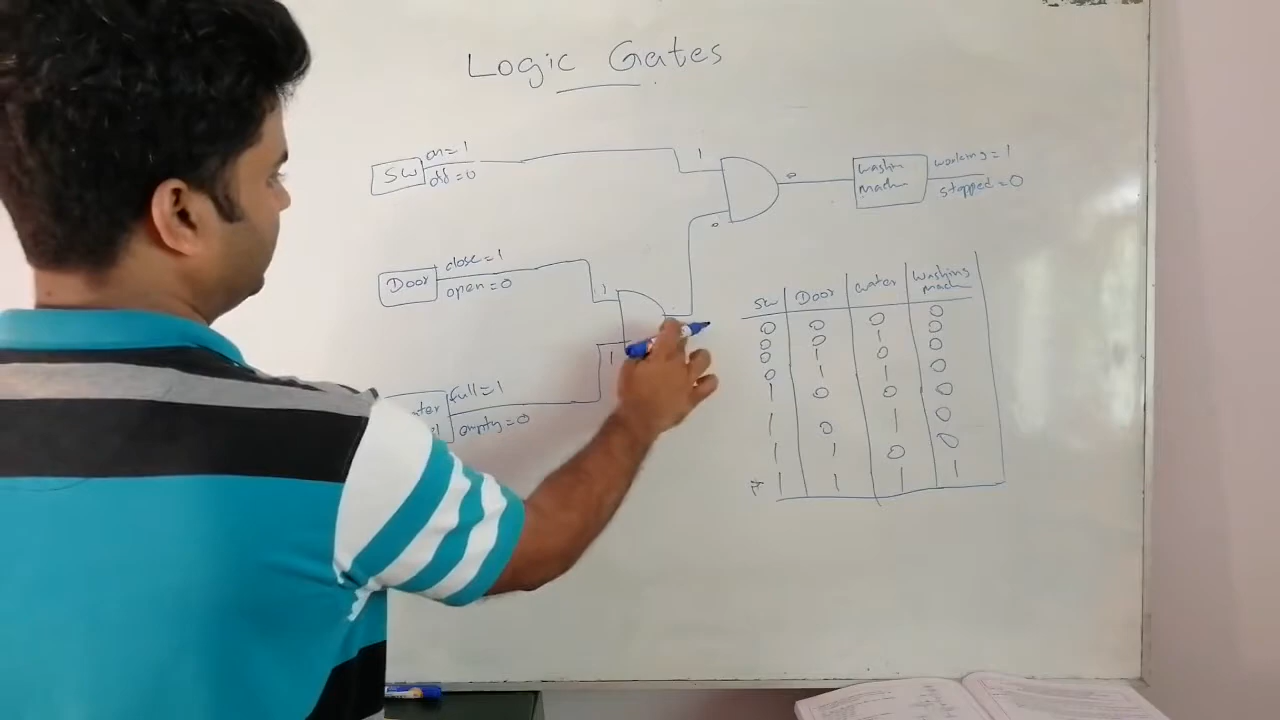 Logic Gates
SW
on=1
off=0
1
0
0
washin
mach
working=1
stopped=0
Door
close=1
open=0
1
1
full=1
empty=0
SW Door water washing mach
0 0 0 0
0 0 1 0
0 1 0 0
0 1 1 0
1 0 0 0
1 0 1 0
1 1 0 0
1 1 1 1